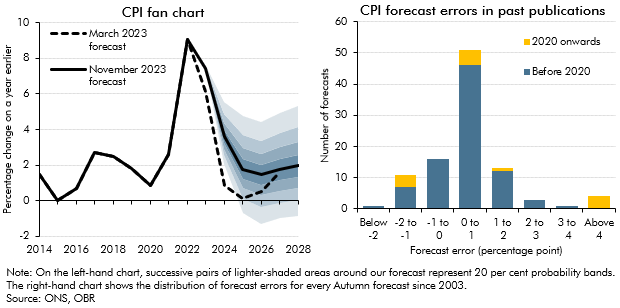 CPI fan chart
Percentage change on a year earlier
10
8
6
4
2
0
-2
2014 2016 2018 2020 2022 2024 2026 2028
March 2023
forecast
November 2023
forecast
CPI forecast errors in past publications
Number of forecasts
60
50
40
30
20
10
0
2020 onwards
Before 2020
Below
-2
-2 to
-1
-1 to
0
0 to
1
1 to
2
2 to
3
3 to 4
Above
4
Forecast error (percentage point)
Note: On the left-hand chart, successive pairs of lighter-shaded areas around our forecast represent 20 per cent probability bands.
The right-hand chart shows the distribution of forecast errors for every Autumn forecast since 2003.
Source: ONS, OBR